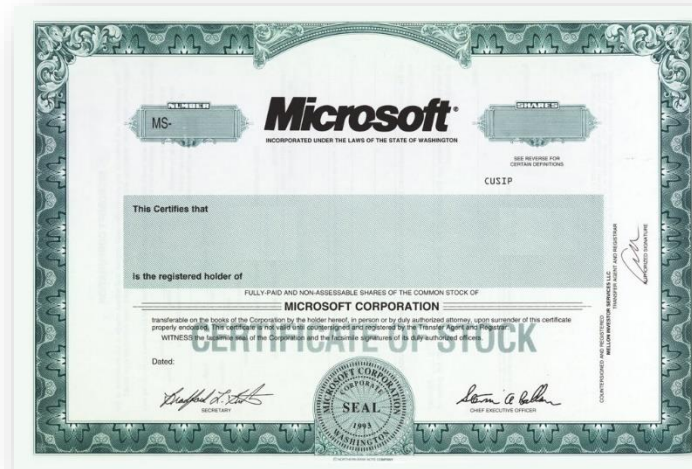 NUMBER
MS-
Microsoft®
INCORPORATED UNDER THE LAWS OF THE STATE OF WASHINGTON
SHARES
SEE REVERSE FOR
CERTAIN DEFINITIONS
CUSIP
This Certifies that
is the registered holder of
FULLY-PAID AND NON-ASSESSABLE SHARES OF THE COMMON STOCK OF
MICROSOFT CORPORATION
transferable on the books of the Corporation by the holder hereof, in person or by duly authorized attorney, upon surrender of this certificate
properly endorsed. This certificate is not valid until countersigned and registered by the Transfer Agent and Registrar.
WITNESS the facsimile seal of the Corporation and the facsimile signatures of its duly authorized officers.
CERTIFICATE OF STOCK
Dated:
SECRETARY
MICROSOFT CORPORATION
CORPORATE
SEAL
1993
WASHINGTON
CHIEF EXECUTIVE OFFICER
COUNTERSIGNED AND REGISTERED:
MELLON INVESTOR SERVICES LLC
TRANSFER AGENT AND REGISTRAR
AUTHORIZED SIGNATURE